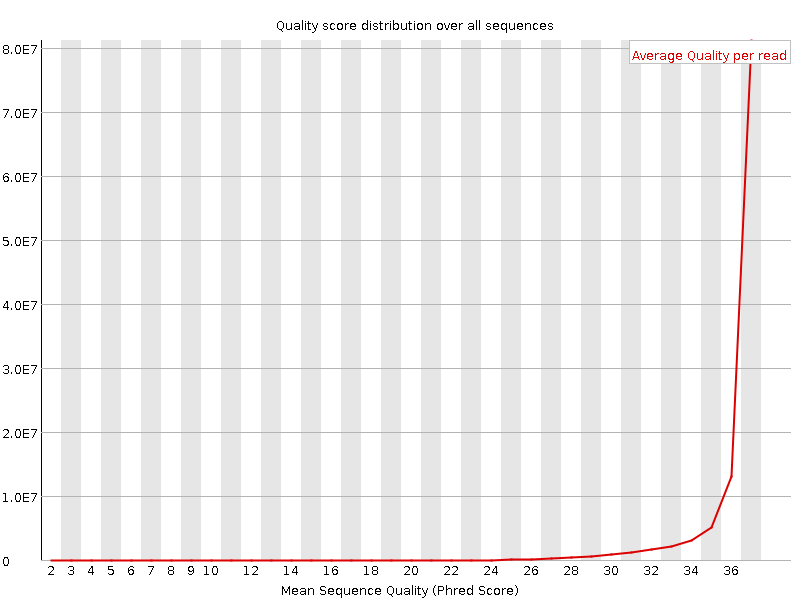 Quality score distribution over all sequences
Average Quality per read
8.0E7
7.0E7
6.0E7
5.0E7
4.0E7
3.0E7
2.0E7
1.0E7
0
2 3 4 5 6 7 8 9 10 12 14 16 18 20 22 24 26 28 30 32 34 36
Mean Sequence Quality (Phred Score)